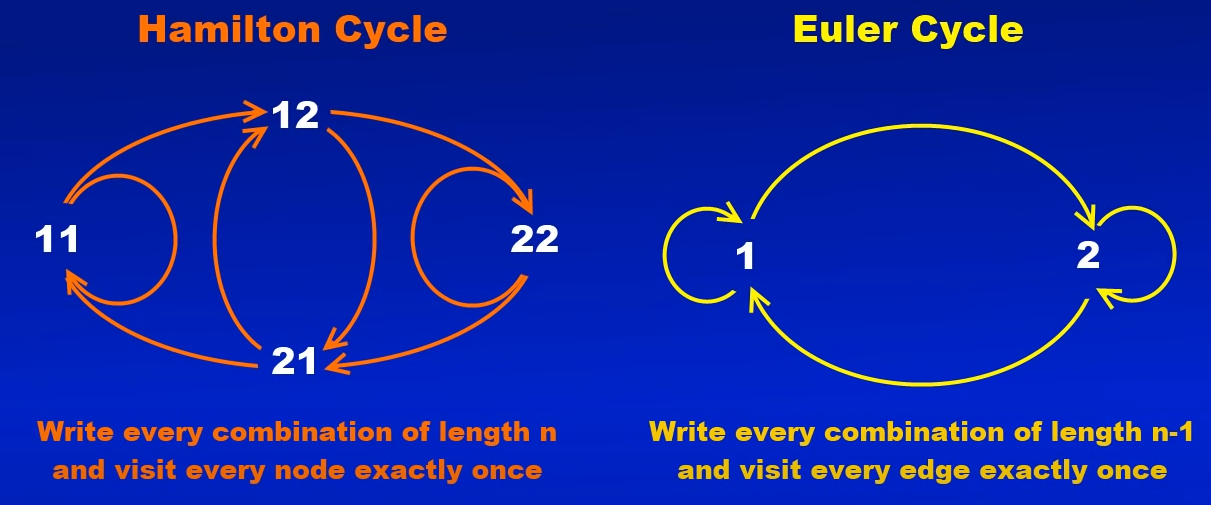 Hamilton Cycle
12
11
22
21
Write every combination of length n
and visit every node exactly once
Euler Cycle
1
2
Write every combination of length n-1
and visit every edge exactly once